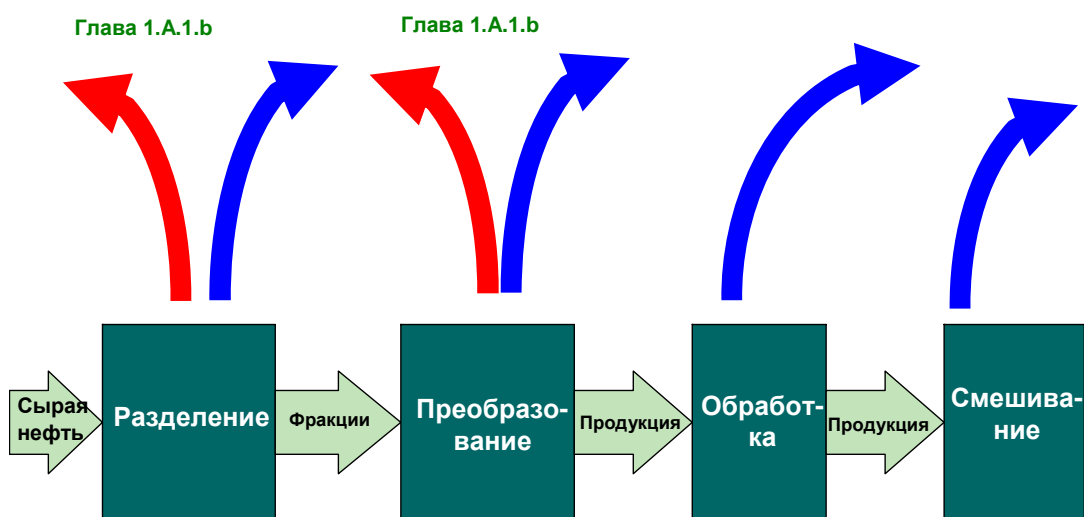 Глава 1.A.1.b
Глава 1.A.1.b
Сырая
нефть
Разделение
Фракции
Преобразо-
вание
Продукция
Обработ-
ка
Продукция
Смешива-
ние